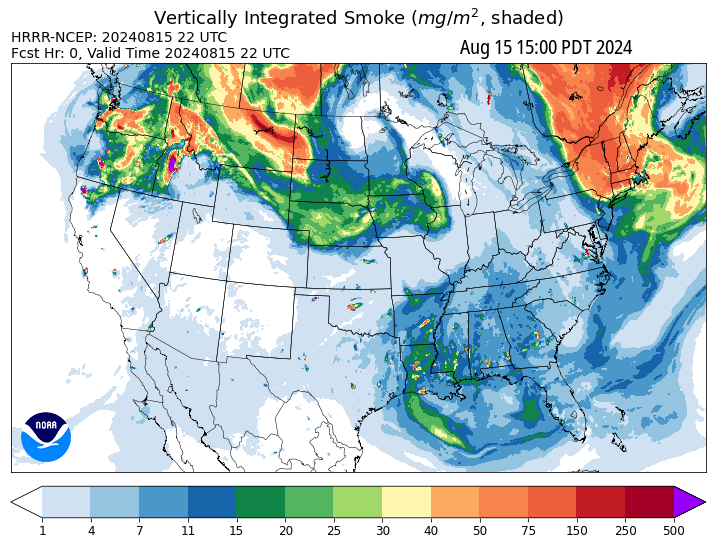 Vertically Integrated Smoke (mg/m², shaded)
HRRR-NCEP: 20240815 22 UTC
Fcst Hr: 0, Valid Time 20240815 22 UTC
Aug 15 15:00 PDT 2024
NOAA
1 4 7 11 15 20 25 30 40 50 75 150 250 500